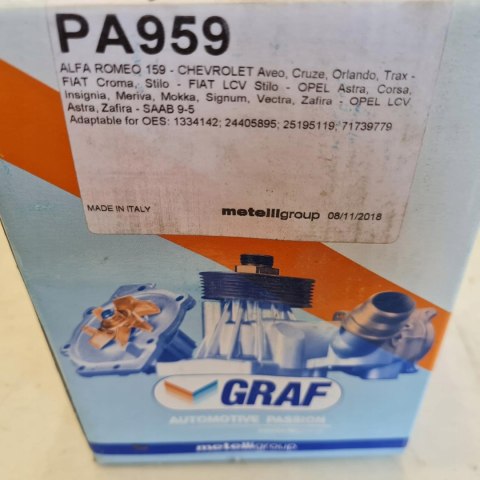 PA959
ALFA ROMEO 159 - CHEVROLET Aveo, Cruze, Orlando, Trax -
FIAT Croma, Stilo - FIAT LCV Stilo - OPEL Astra, Corsa,
Insignia, Meriva, Mokka, Signum, Vectra, Zafira - OPEL LCV
Astra, Zafira - SAAB 9-5
Adaptable for OES: 1334142; 24405895; 25195119; 71739779
MADE IN ITALY metelligroup 08/11/2018
GRAF
AUTOMOTIVE PASSION
metelligroup